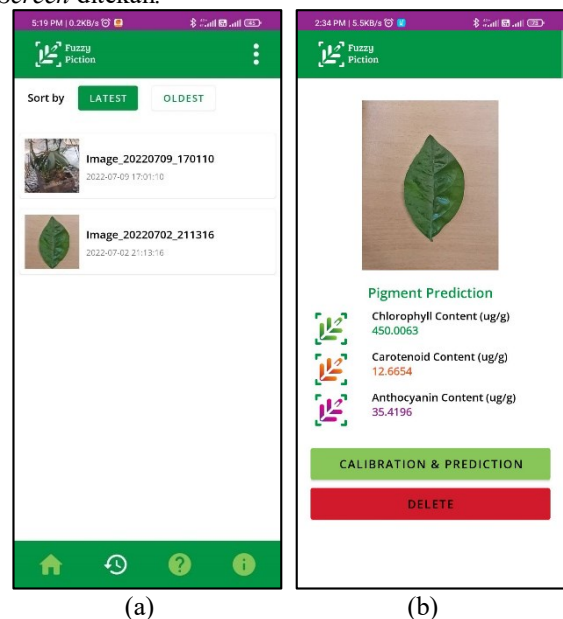 screen ditekan.
5:19 PM | 0.2KB/s
Fuzzy
Piction
Sort by LATEST OLDEST
Image_20220709_170110
2022-07-09 17:01:10
Image_20220702_211316
2022-07-02 21:13:16
(a)
2:34 PM | 5.5KB/s
Fuzzy
Piction
Pigment Prediction
Chlorophyll Content (ug/g)
450.0063
Carotenoid Content (ug/g)
12.6654
Anthocyanin Content (ug/g)
35.4196
CALIBRATION & PREDICTION
DELETE
(b)